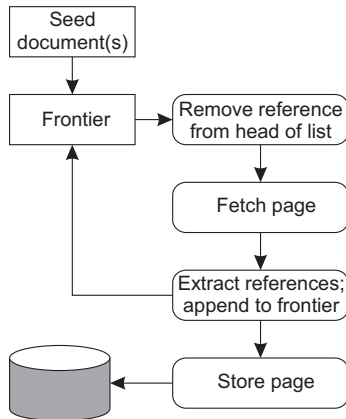 Seed
document(s)
Frontier
Remove reference
from head of list
Fetch page
Extract references;
append to frontier
Store page